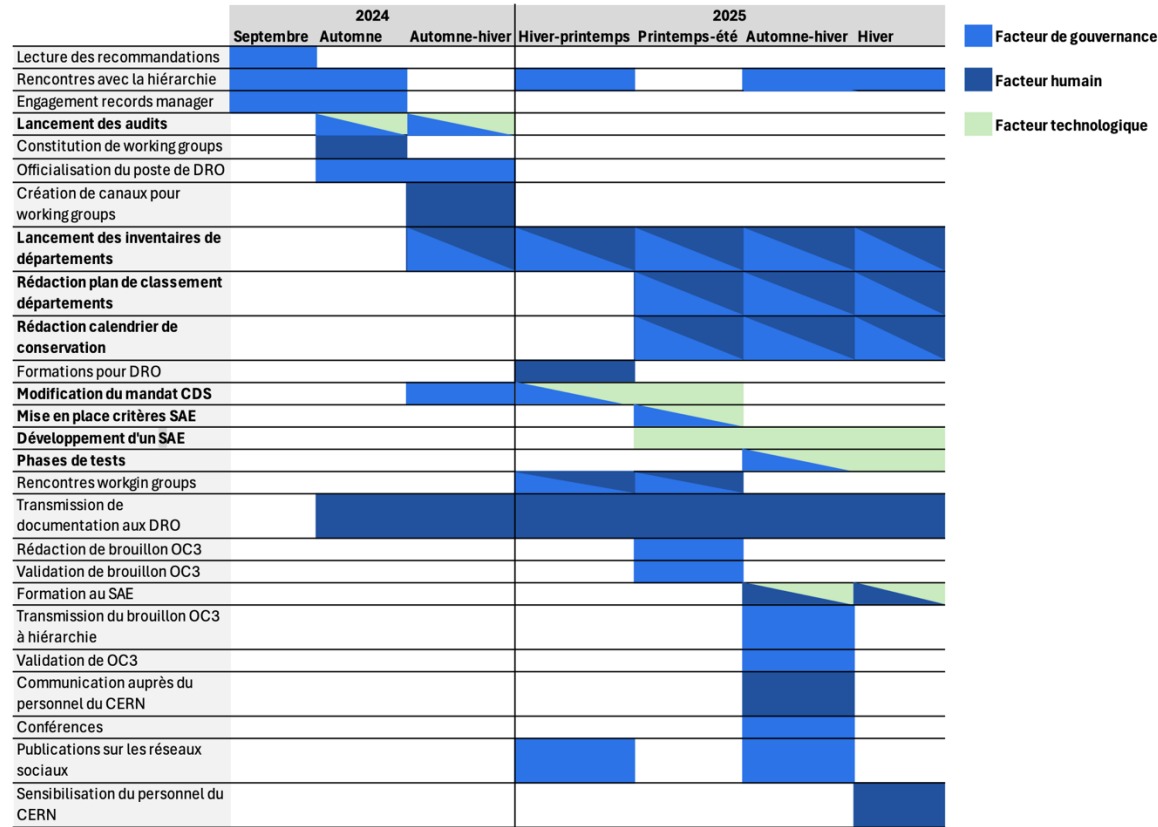 2024 2025
Septembre Automne Automne-hiver Hiver-printemps Printemps-été Automne-hiver Hiver
Facteur de gouvernance
Facteur humain
Facteur technologique
Lecture des recommandations
Rencontres avec la hiérarchie
Engagement records manager
Lancement des audits
Constitution de working groups
Officialisation du poste de DRO
Création de canaux pour
working groups
Lancement des inventaires de
départements
Rédaction plan de classement
départements
Rédaction calendrier de
conservation
Formations pour DRO
Modification du mandat CDS
Mise en place critères SAE
Développement d'un SAE
Phases de tests
Rencontres workgin groups
Transmission de
documentation aux DRO
Rédaction de brouillon OC3
Validation de brouillon OC3
Formation au SAE
Transmission du brouillon OC3
à hiérarchie
Validation de OC3
Communication auprès du
personnel du CERN
Conférences
Publications sur les réseaux
sociaux
Sensibilisation du personnel du
CERN